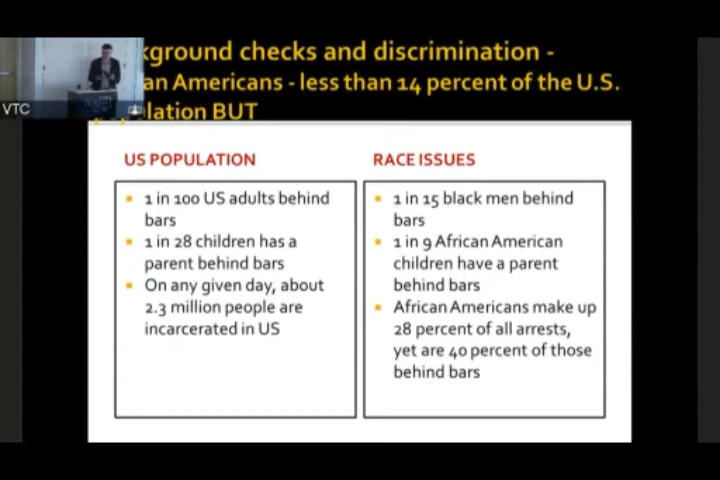 kground checks and discrimination -
an Americans - less than 14 percent of the U.S.
lation BUT
VTC
US POPULATION
1 in 100 US adults behind
bars
1 in 28 children has a
parent behind bars
On any given day, about
2.3 million people are
incarcerated in US
RACE ISSUES
1 in 15 black men behind
bars
1 in 9 African American
children have a parent
behind bars
African Americans make up
28 percent of all arrests,
yet are 40 percent of those
behind bars